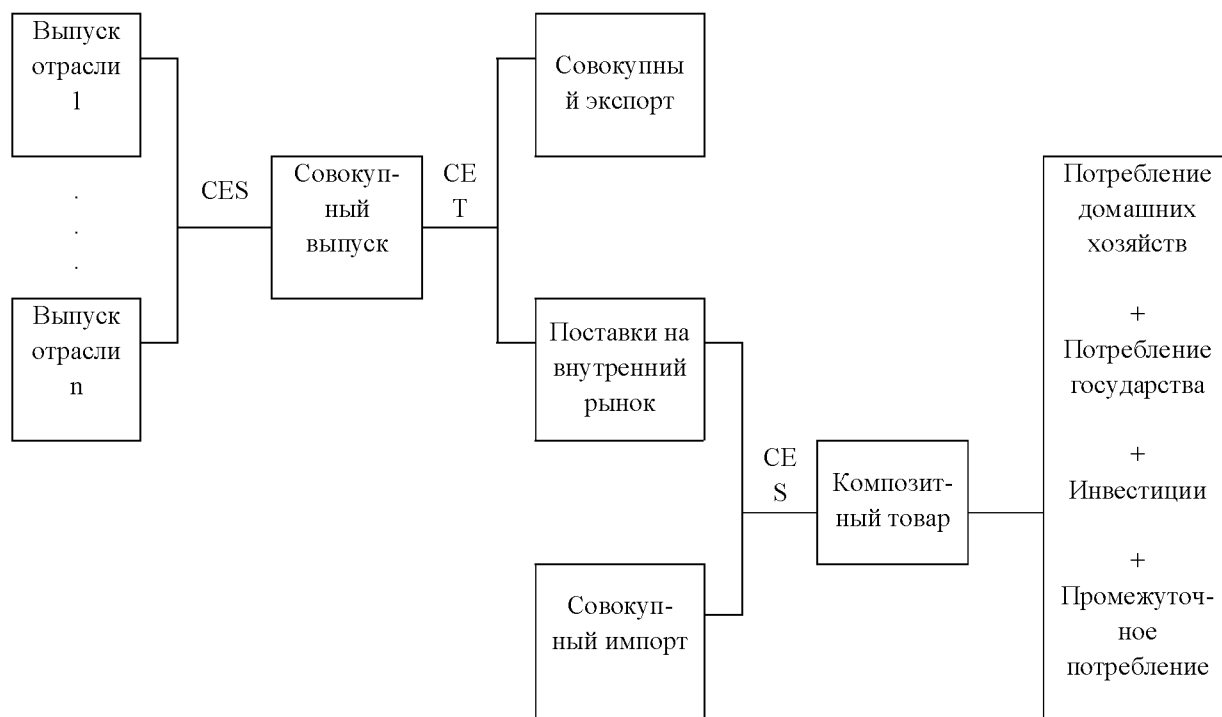 Выпуск
отрасли
1
.
.
.
Выпуск
отрасли
n
CES
Совокуп-
ный
выпуск
CE
T
Совокупны
й экспорт
Поставки на
внутренний
рынок
Совокуп-
ный импорт
CE
S
Композит-
ный товар
Потребление
домашних
хозяйств
+
Потребление
государства
+
Инвестиции
+
Промежуточ-
ное
потребление